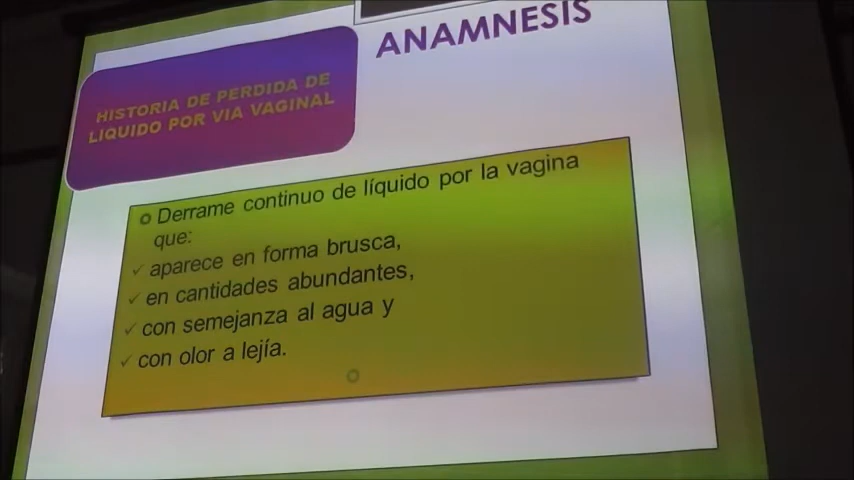 ANAMNESIS
HISTORIA DE PERDIDA DE
LIQUIDO POR VIA VAGINAL
Derrame continuo de líquido por la vagina
que:
aparece en forma brusca,
en cantidades abundantes,
con semejanza al agua y
con olor a lejía.